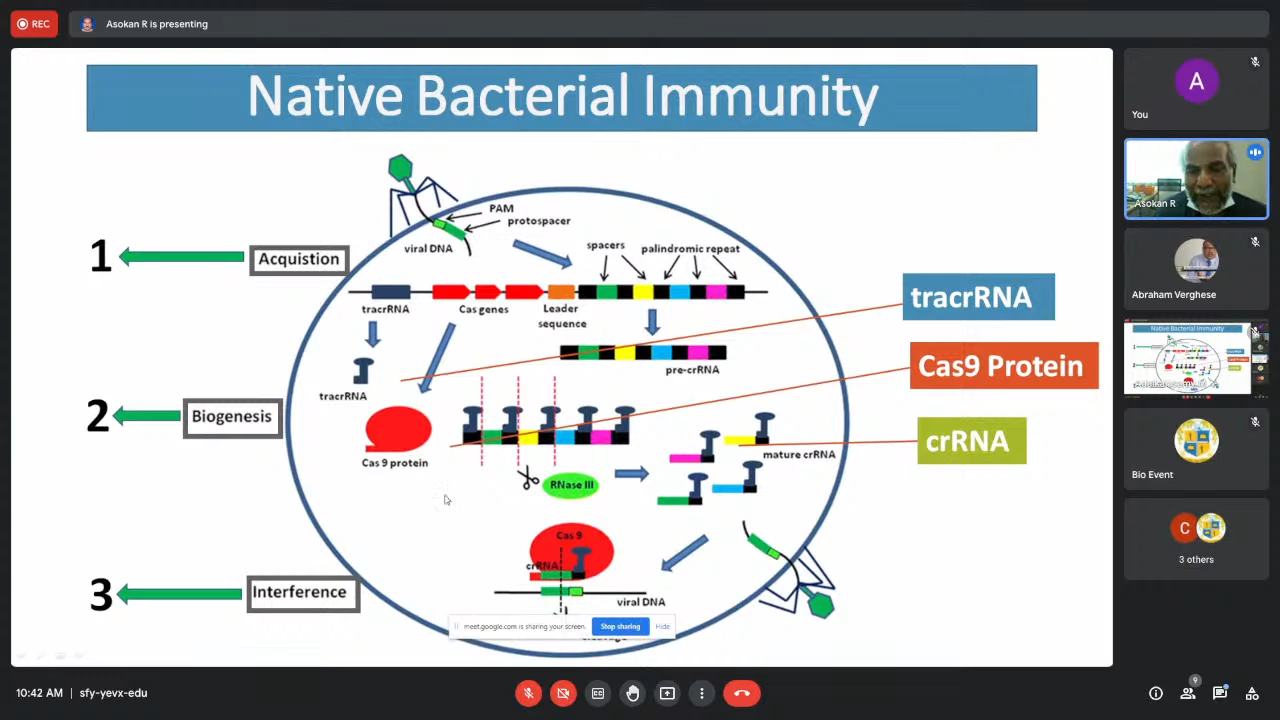 REC
Asokan R is presenting
Native Bacterial Immunity
PAM
protospacer
viral DNA
spacers
palindromic repeat
1
Acquistion
tracrRNA
Cas genes
Leader
sequence
pre-crRNA
tracrRNA
tracrRNA
Cas9 Protein
crRNA
2
Biogenesis
Cas 9 protein
RNase III
mature crRNA
3
Interference
Cas 9
crRNA
viral DNA
meet.google.com is sharing your screen.
Stop sharing
Hide
A
You
Asokan R
Abraham Verghese
Native Bacterial Immunity
Bio Event
C
3 others
10:42 AM | sfy-yevx-edu
9